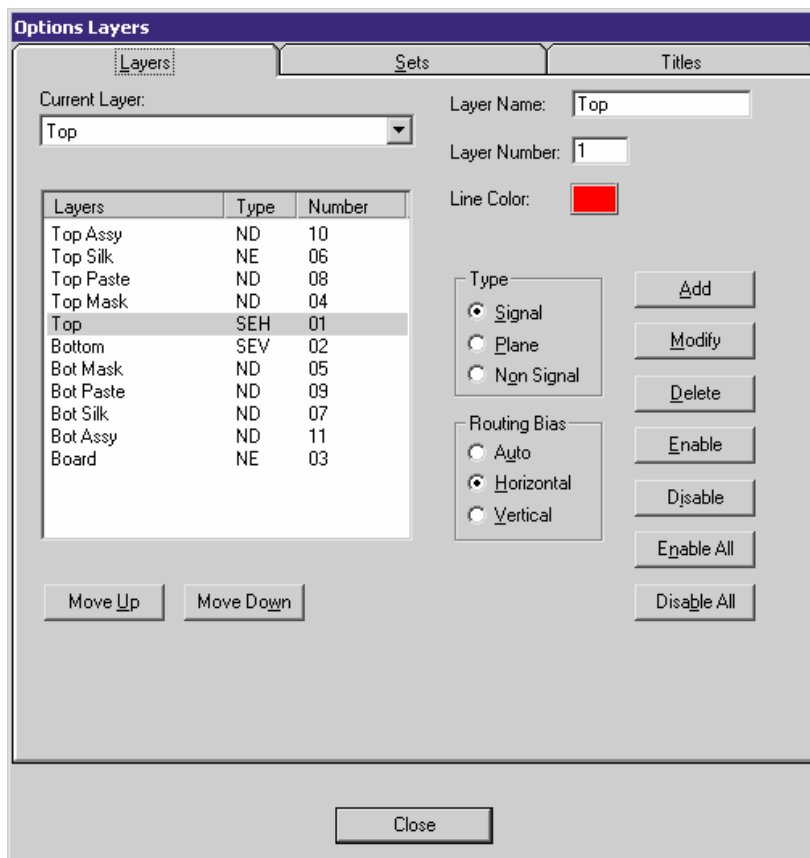 Options Layers
Layers Sets Titles
Current Layer:
Top
Layer Name: Top
Layer Number: 1
Line Color:
Layers Type Number
Top Assy ND 10
Top Silk NE 06
Top Paste ND 08
Top Mask ND 04
Top SEH 01
Bottom SEV 02
Bot Mask ND 05
Bot Paste ND 09
Bot Silk ND 07
Bot Assy ND 11
Board NE 03
Type
Signal
Plane
Non Signal
Routing Bias
Auto
Horizontal
Vertical
Add
Modify
Delete
Enable
Disable
Enable All
Disable All
Move Up Move Down
Close